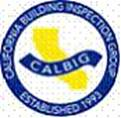 CALIFORNIA BUILDING INSPECTION GROUP
CALBIG
ESTABLISHED 1993